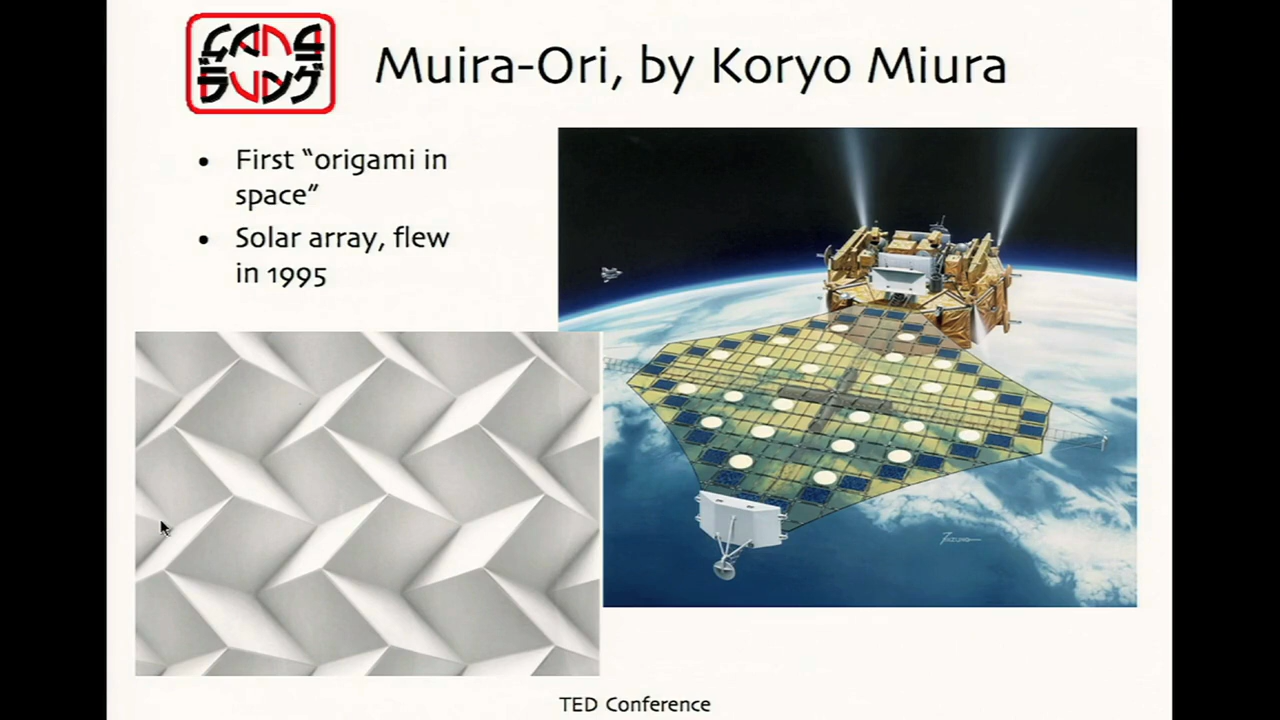 Muira-Ori, by Koryo Miura
• First “origami in
space”
• Solar array, flew
in 1995
TED Conference